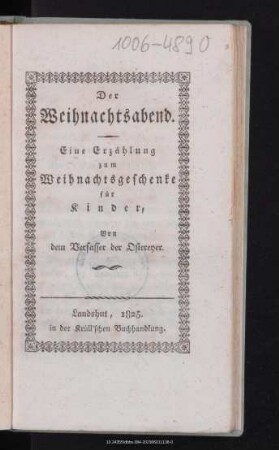 1006-4890
Der
Weihnachtsabend.
Eine Erzählung
zum
Weihnachtsgeschenke
für
Kinder,
Von
dem Verfasser der Ostereyer.
Landshut, 1825.
in der Krüll'schen Buchhandlung.